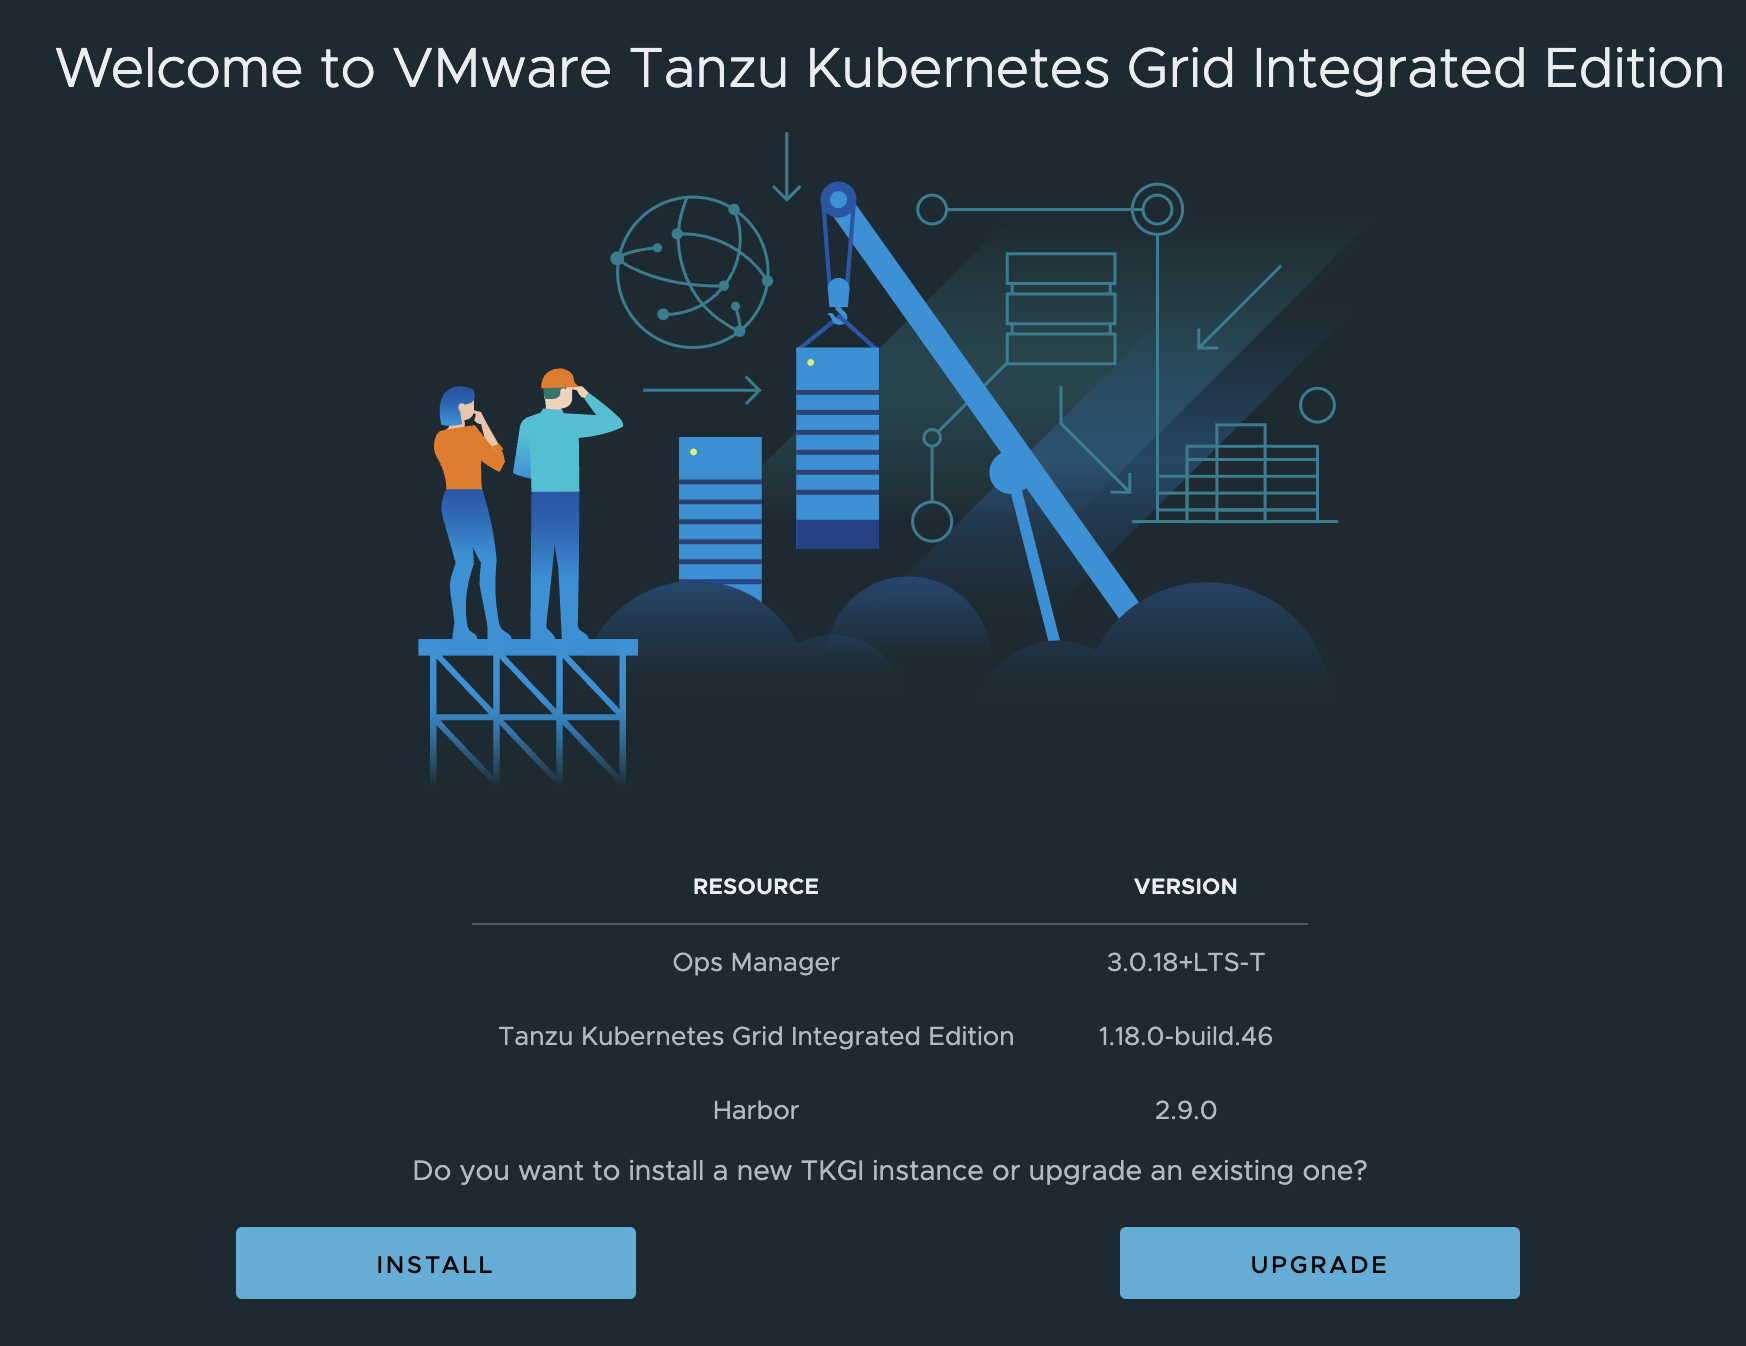 Welcome to VMware Tanzu Kubernetes Grid Integrated Edition
RESOURCE VERSION
Ops Manager 3.0.18+LTS-T
Tanzu Kubernetes Grid Integrated Edition 1.18.0-build.46
Harbor 2.9.0
Do you want to install a new TKGI instance or upgrade an existing one?
INSTALL UPGRADE